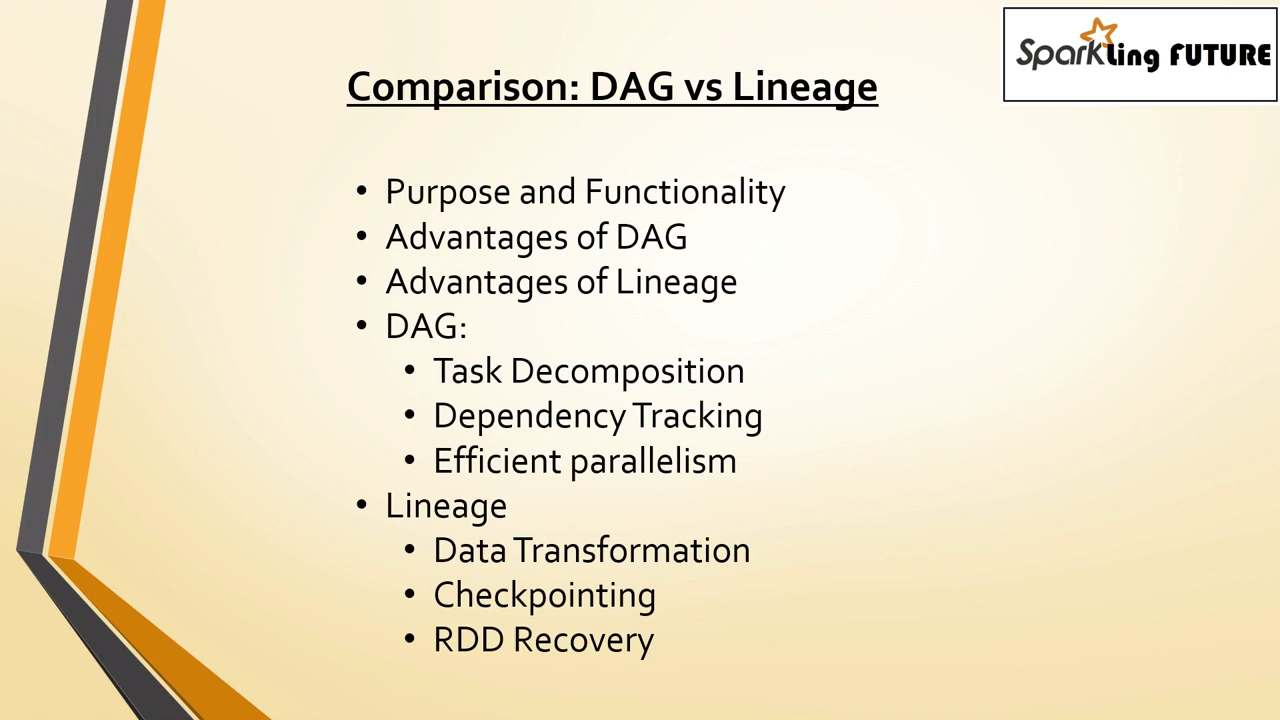 Sparkling FUTURE
Comparison: DAG vs Lineage
• Purpose and Functionality
• Advantages of DAG
• Advantages of Lineage
• DAG:
• Task Decomposition
• Dependency Tracking
• Efficient parallelism
• Lineage
• Data Transformation
• Checkpointing
• RDD Recovery